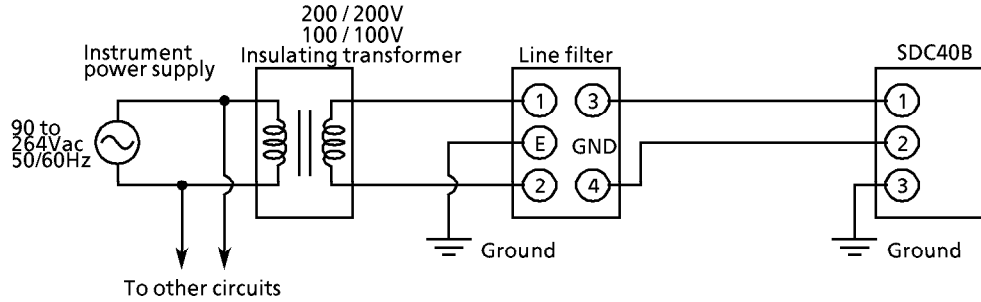 200 / 200V
100 / 100V
Insulating transformer
Instrument
power supply
Line filter
SDC40B
90 to
264Vac
50/60Hz
1
3
1
E
GND
2
2
4
3
Ground
Ground
To other circuits